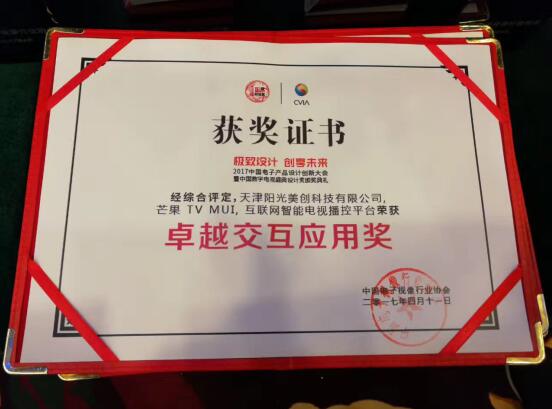 CVIA
获奖证书
极致设计 创享未来
2017中国电子产品设计创新大会
暨中国数字电视盛典设计奖颁奖典礼
经综合评定，天津阳光美创科技有限公司，
芒果 TV MUI，互联网智能电视播控平台荣获
卓越交互应用奖
中国电子视像行业协会
二〇一七年四月十一日